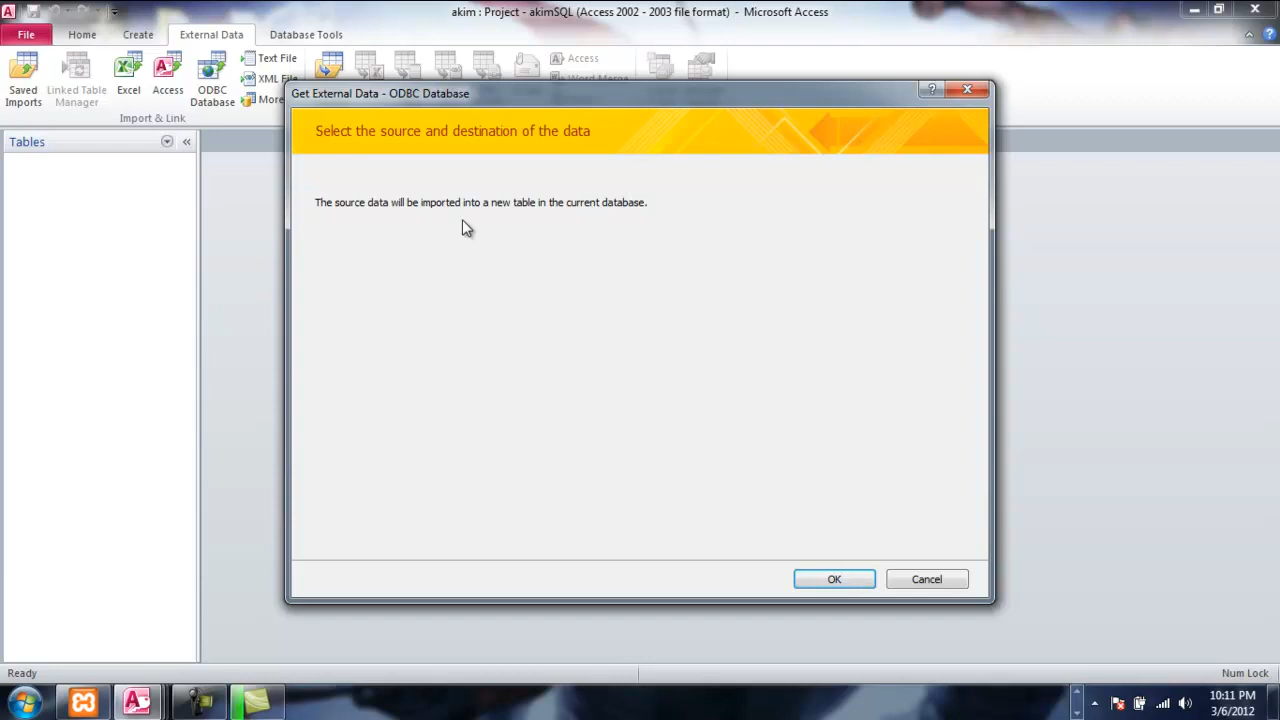 akim : Project - akimSQL (Access 2002 - 2003 file format) - Microsoft Access
File Home Create External Data Database Tools
Saved Imports
Linked Table Manager
Excel
Access
ODBC Database
Text File
XML File
More
Access
Word Merge
Import & Link
Tables
Get External Data - ODBC Database
Select the source and destination of the data
The source data will be imported into a new table in the current database.
OK Cancel
Ready
Num Lock
10:11 PM
3/6/2012